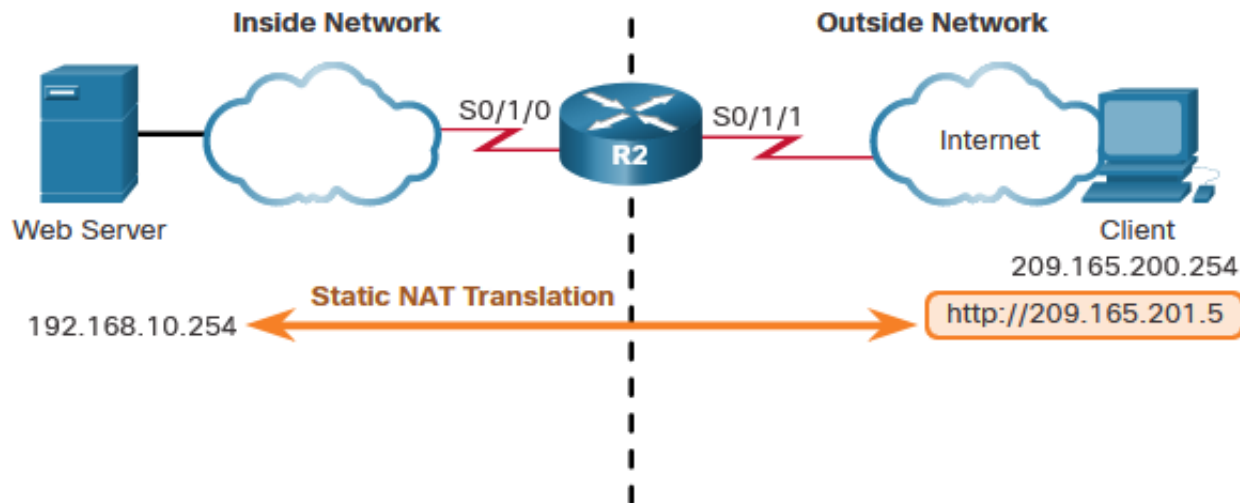 Inside Network
Outside Network
S0/1/0
S0/1/1
R2
Internet
Web Server
Client
209.165.200.254
Static NAT Translation
192.168.10.254
http://209.165.201.5